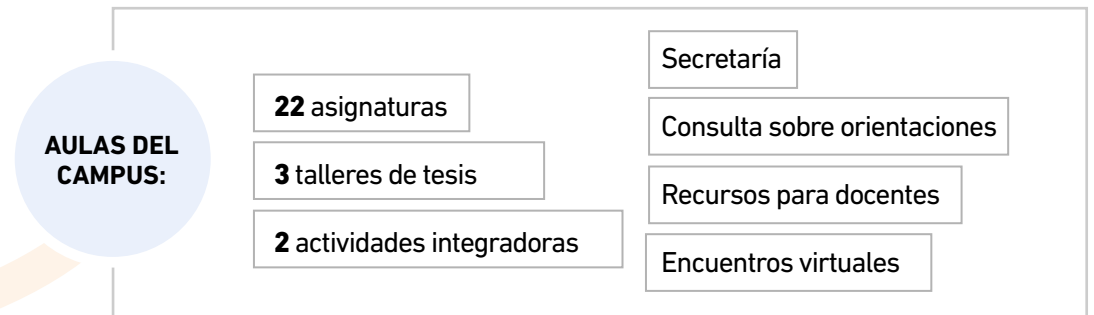 AULAS DEL
CAMPUS:
22 asignaturas
3 talleres de tesis
2 actividades integradoras
Secretaría
Consulta sobre orientaciones
Recursos para docentes
Encuentros virtuales